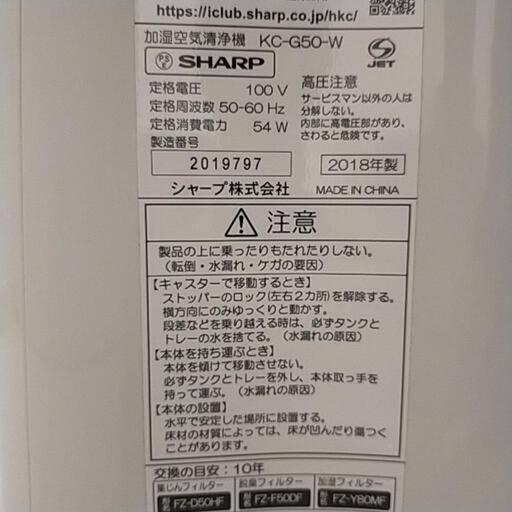 https://iclub.sharp.co.jp/hkc/
加湿空気清浄機 KC-G50-W
PSE SHARP
JET
定格電圧 100 V
定格周波数 50-60 Hz
定格消費電力 54 W
製造番号
高圧注意
サービスマン以外の人は
分解しない。
内部に高電圧部があり、
さわると危険です。
2019797
2018年製
シャープ株式会社 MADE IN CHINA
注意
製品の上に乗ったりもたれたりしない。
（転倒・水漏れ・ケガの要因）
【キャスターで移動するとき】
ストッパーのロック(左右2カ所)を解除する。
横方向にのみゆっくりと動かす。
段差などを乗り越える時は、必ずタンクと
トレーの水を捨てる。（水漏れの原因）
【本体を持ち運ぶとき】
本体を傾けて移動させない。
必ずタンクとトレーを外し、本体取っ手を
持って運ぶ。（水漏れの原因）
【本体の設置】
水平で安定した場所に設置する。
床材の材質によっては、床が凹んだり傷つく
ことがあります。
交換の目安：10年
集じんフィルター 脱臭フィルター 加湿フィルター
形名 FZ-D50HF 形名 FZ-F50DF 形名 FZ-Y80MF